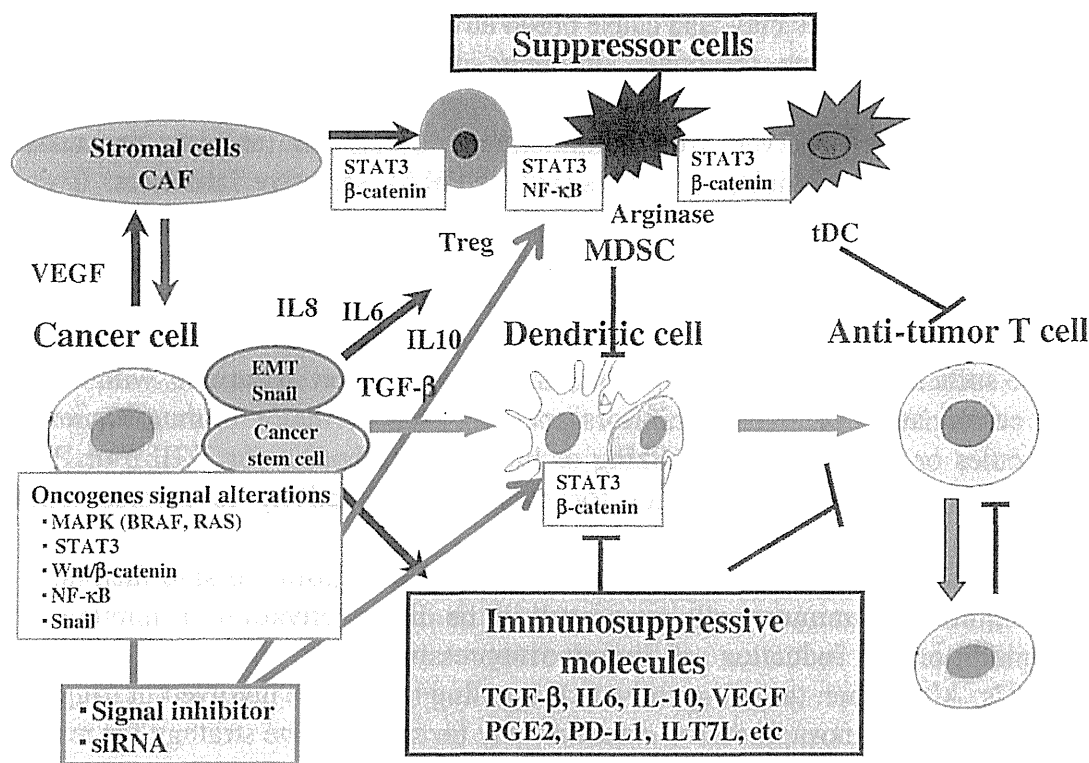 Suppressor cells
Stromal cells
CAF
STAT3
β-catenin
STAT3
NF-κB
STAT3
β-catenin
Treg
Arginase
MDSC
tDC
VEGF
IL8
IL6
IL10
TGF-β
Cancer cell
Dendritic cell
Anti-tumor T cell
EMT
Snail
Cancer
stem cell
STAT3
β-catenin
Oncogenes signal alterations
▪ MAPK (BRAF, RAS)
▪ STAT3
▪ Wnt/β-catenin
▪ NF-κB
▪ Snail
▪ Signal inhibitor
▪ siRNA
Immunosuppressive
molecules
TGF-β, IL6, IL-10, VEGF
PGE2, PD-L1, ILT7L, etc